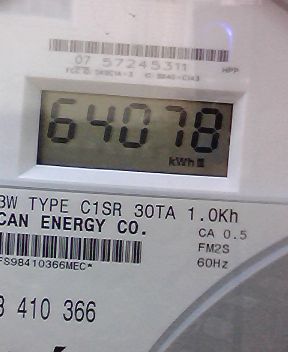 07 57245311
HPP
64078
kWh
3W TYPE C1SR 30TA 1.0Kh
CAN ENERGY CO.
CA 0.5
FM2S
FS98410366MEC*
60Hz
410 366